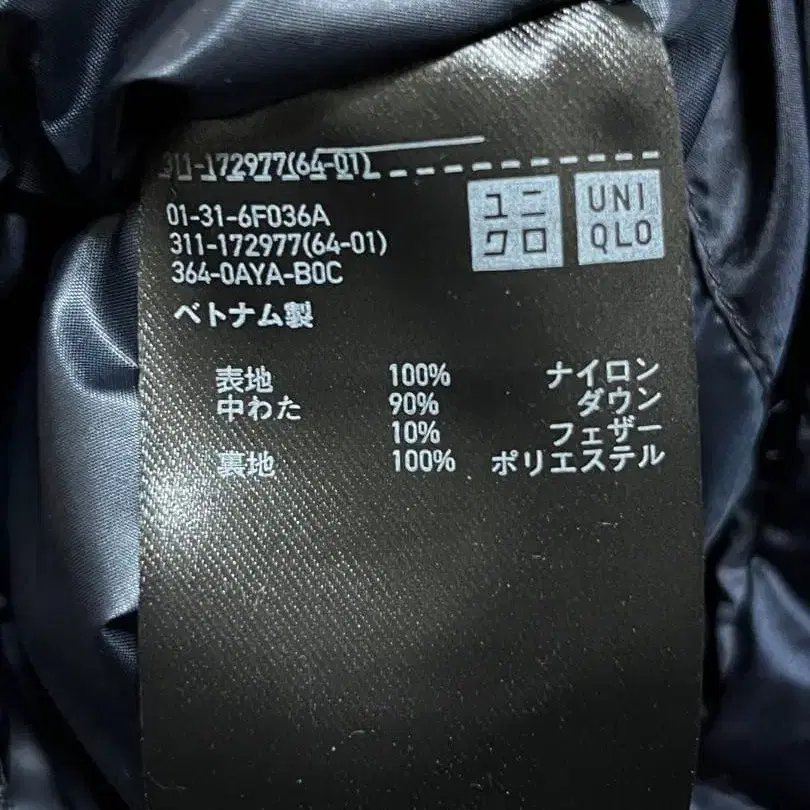 311-172977(64-01)
01-31-6F036A
311-172977(64-01)
364-0AYA-B0C
ベトナム製
ユニ
クロ
UNI
QLO
表地 100% ナイロン
中わた 90% ダウン
10% フェザー
裏地 100% ポリエステル